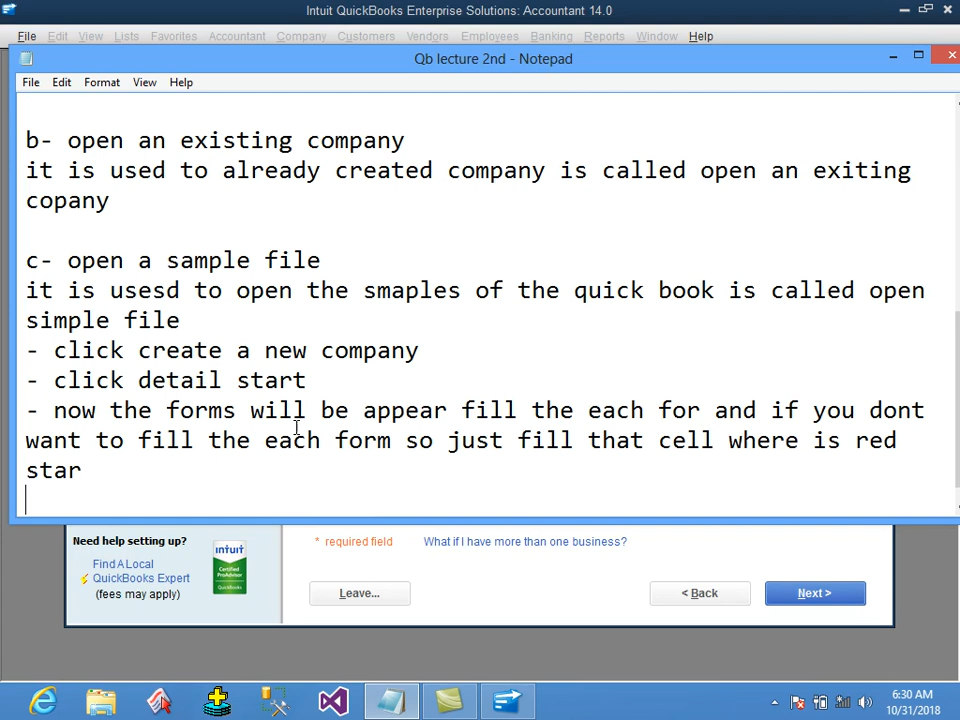 Intuit QuickBooks Enterprise Solutions: Accountant 14.0
File Edit View Lists Favorites Accountant Company Customers Vendors Employees Banking Reports Window Help
Qb lecture 2nd - Notepad
File Edit Format View Help
b- open an existing company
it is used to already created company is called open an exiting
copany
c- open a sample file
it is usesd to open the smaples of the quick book is called open
simple file
- click create a new company
- click detail start
- now the forms will be appear fill the each for and if you dont
want to fill the each form so just fill that cell where is red
star
Need help setting up?
Find A Local
QuickBooks Expert
(fees may apply)
intuit
Certified
ProAdvisor
QuickBooks
* required field What if I have more than one business?
Leave... < Back Next >
6:30 AM
10/31/2018